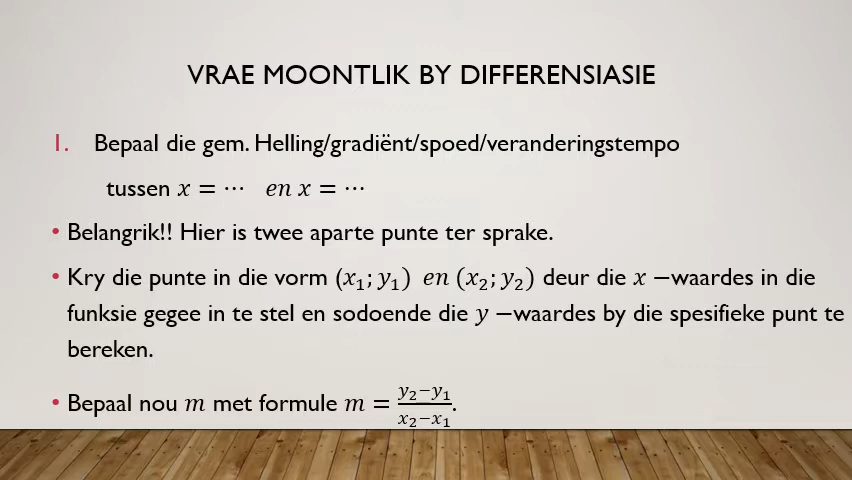 VRAE MOONTLIK BY DIFFERENSIASIE
1. Bepaal die gem. Helling/gradiënt/spoed/veranderingstempo
tussen x = ⋯ en x = ⋯
• Belangrik!! Hier is twee aparte punte ter sprake.
• Kry die punte in die vorm (x₁; y₁) en (x₂; y₂) deur die x −waardes in die
funksie gegee in te stel en sodoende die y −waardes by die spesifieke punt te
bereken.
• Bepaal nou m met formule m = (y₂−y₁)/(x₂−x₁).